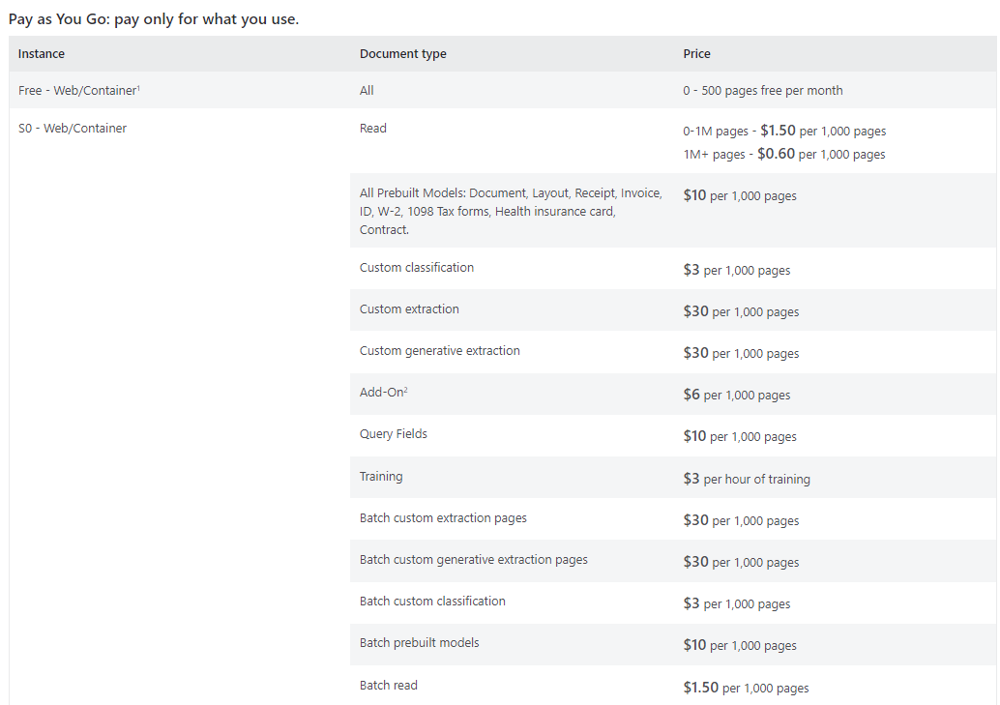 Pay as You Go: pay only for what you use.
Instance Document type Price
Free - Web/Container¹ All 0 - 500 pages free per month
S0 - Web/Container Read 0-1M pages - $1.50 per 1,000 pages
1M+ pages - $0.60 per 1,000 pages
All Prebuilt Models: Document, Layout, Receipt, Invoice, $10 per 1,000 pages
ID, W-2, 1098 Tax forms, Health insurance card,
Contract.
Custom classification $3 per 1,000 pages
Custom extraction $30 per 1,000 pages
Custom generative extraction $30 per 1,000 pages
Add-On² $6 per 1,000 pages
Query Fields $10 per 1,000 pages
Training $3 per hour of training
Batch custom extraction pages $30 per 1,000 pages
Batch custom generative extraction pages $30 per 1,000 pages
Batch custom classification $3 per 1,000 pages
Batch prebuilt models $10 per 1,000 pages
Batch read $1.50 per 1,000 pages